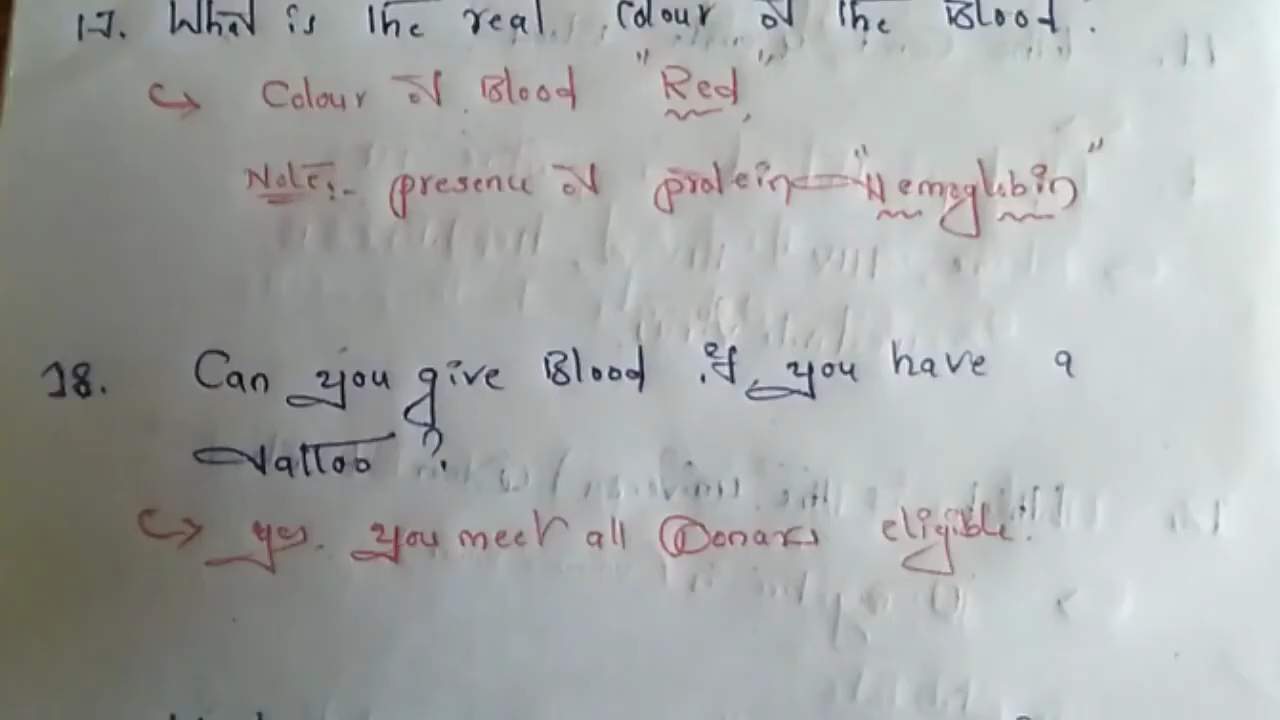 17. What is the real Colour of the Blood.
↪ Colour of Blood "Red",
Note:- presence of protein "Hemoglobin"
18. Can you give Blood if you have a
Tattoo?
↪ yes. you meet all Donars eligible.